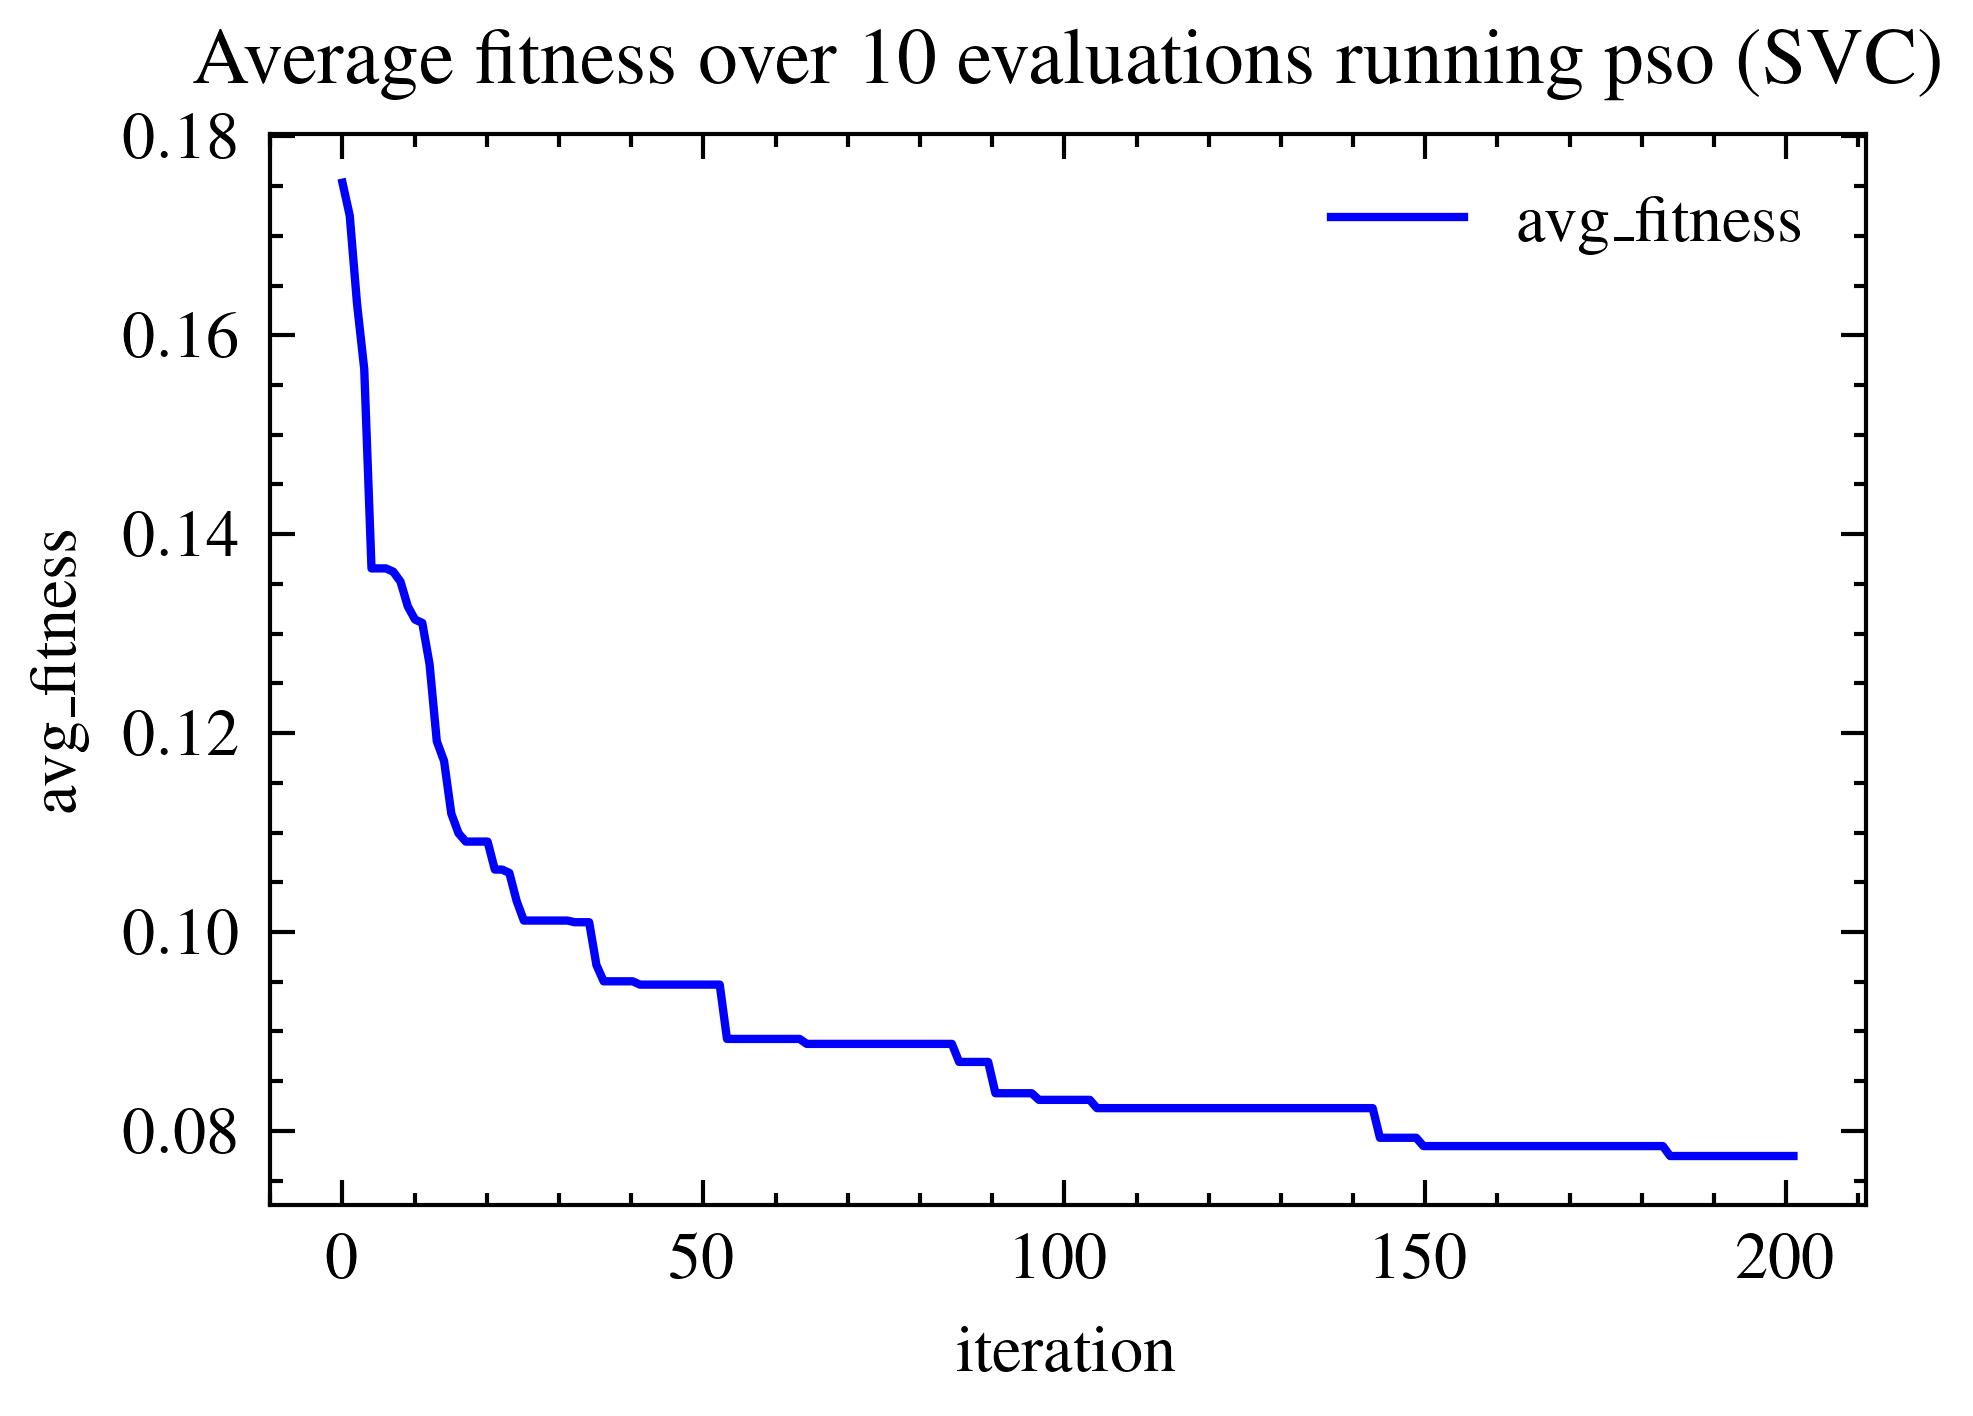 Average fitness over 10 evaluations running pso (SVC)
avg_fitness
0.18
0.16
0.14
0.12
0.10
0.08
avg_fitness
0
50
100
150
200
iteration